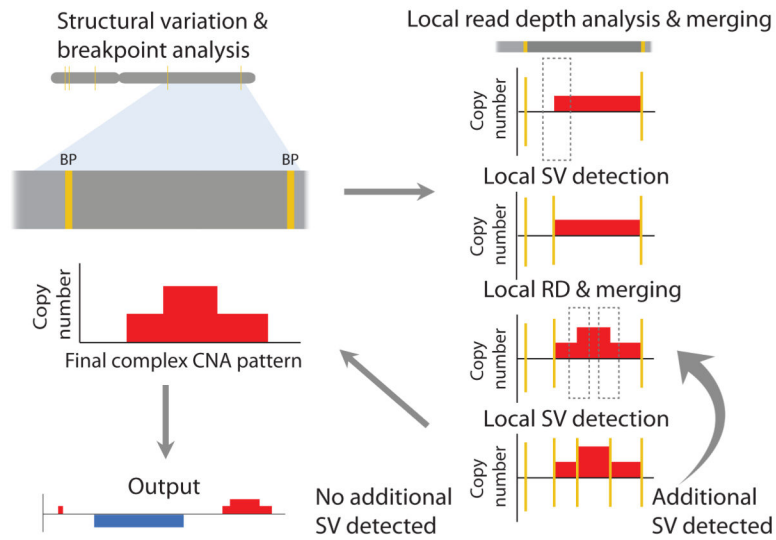 Structural variation &
breakpoint analysis
BP
BP
Copy
number
Final complex CNA pattern
Output
Local read depth analysis & merging
Copy
number
Local SV detection
Copy
number
Local RD & merging
Copy
number
Local SV detection
Copy
number
No additional
SV detected
Additional
SV detected